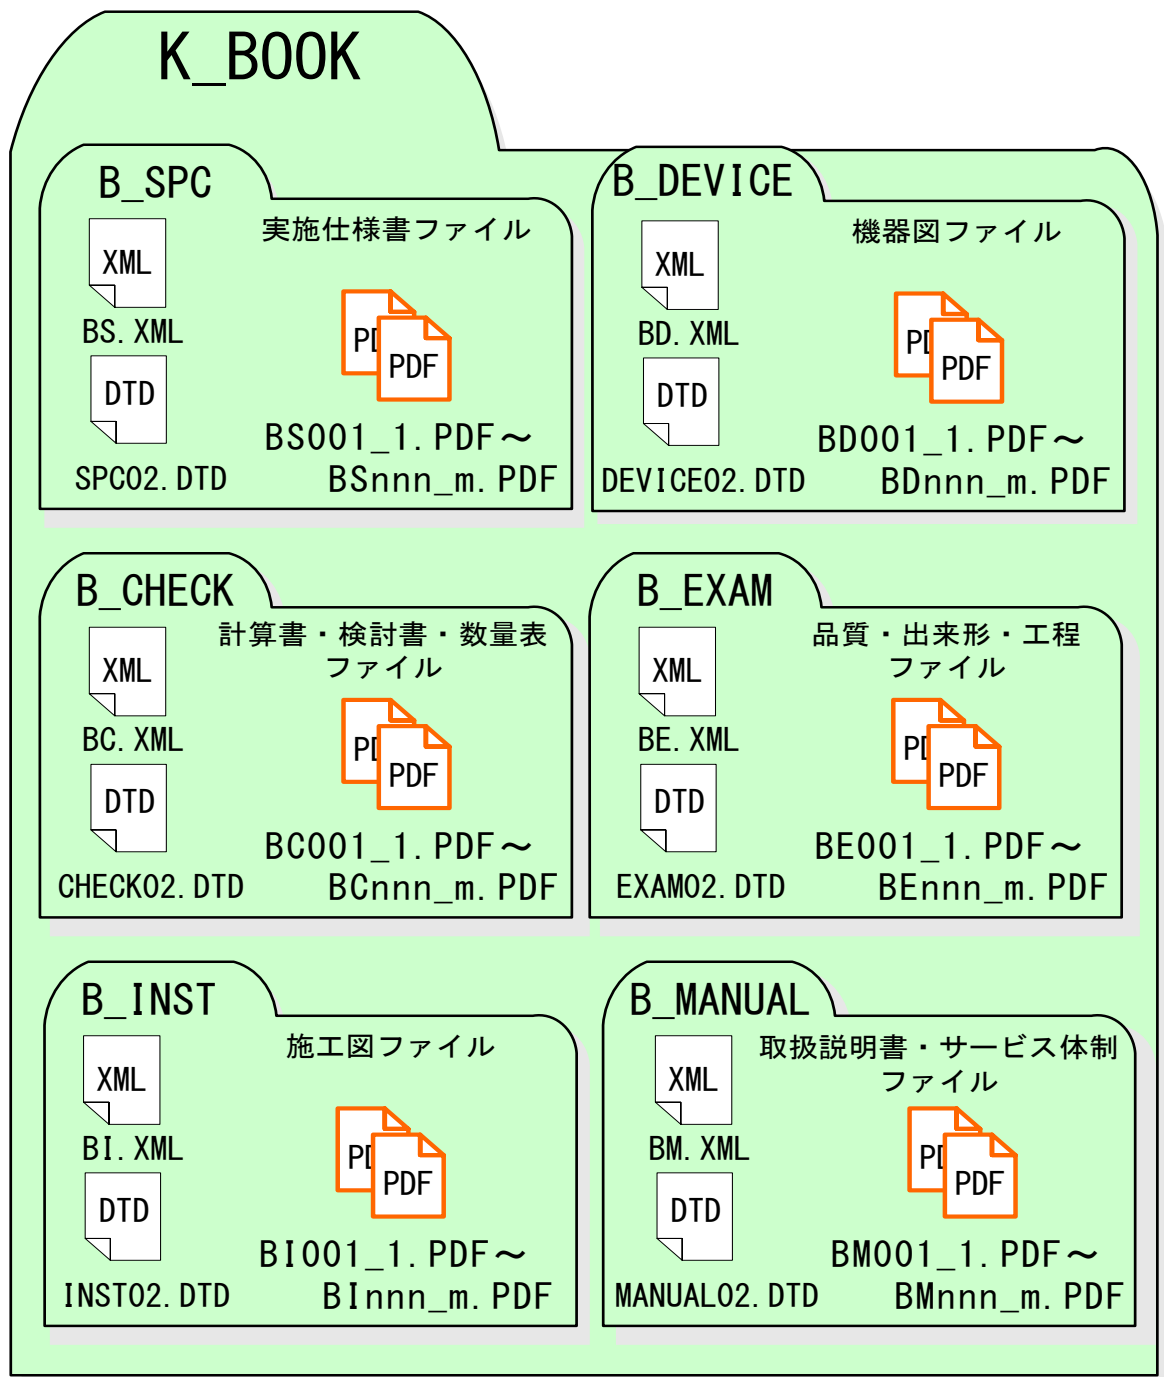 K_BOOK
B_SPC
実施仕様書ファイル
XML
BS.XML
DTD
SPC02.DTD
PD
PDF
BS001_1.PDF～
BSnnn_m.PDF
B_DEVICE
機器図ファイル
XML
BD.XML
DTD
DEVICE02.DTD
PD
PDF
BD001_1.PDF～
BDnnn_m.PDF
B_CHECK
計算書・検討書・数量表
ファイル
XML
BC.XML
DTD
CHECK02.DTD
PD
PDF
BC001_1.PDF～
BCnnn_m.PDF
B_EXAM
品質・出来形・工程
ファイル
XML
BE.XML
DTD
EXAM02.DTD
PD
PDF
BE001_1.PDF～
BEnnn_m.PDF
B_INST
施工図ファイル
XML
BI.XML
DTD
INST02.DTD
PD
PDF
BI001_1.PDF～
BInnn_m.PDF
B_MANUAL
取扱説明書・サービス体制
ファイル
XML
BM.XML
DTD
MANUAL02.DTD
PD
PDF
BM001_1.PDF～
BMnnn_m.PDF